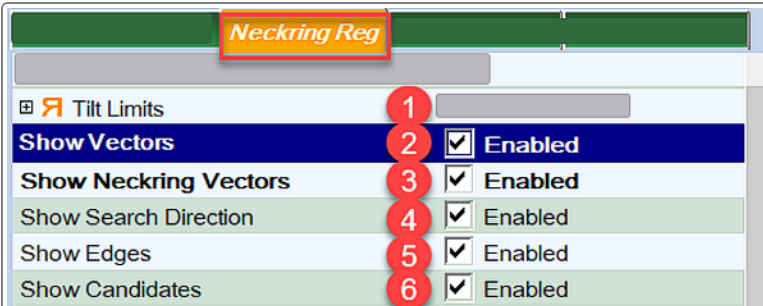 Neckring Reg
Я Tilt Limits 1
Show Vectors 2 Enabled
Show Neckring Vectors 3 Enabled
Show Search Direction 4 Enabled
Show Edges 5 Enabled
Show Candidates 6 Enabled